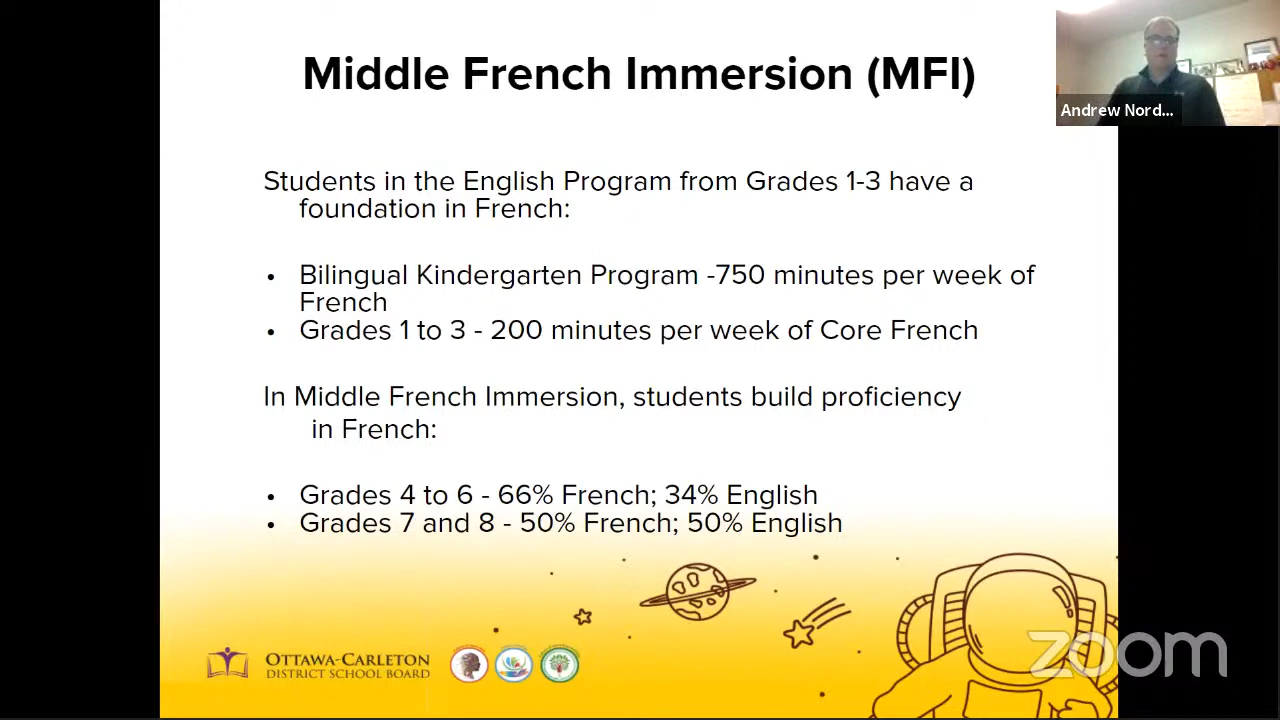 Middle French Immersion (MFI)
Andrew Nord...
Students in the English Program from Grades 1-3 have a
foundation in French:
• Bilingual Kindergarten Program -750 minutes per week of
French
• Grades 1 to 3 - 200 minutes per week of Core French
In Middle French Immersion, students build proficiency
in French:
• Grades 4 to 6 - 66% French; 34% English
• Grades 7 and 8 - 50% French; 50% English
OTTAWA-CARLETON
DISTRICT SCHOOL BOARD
zoom